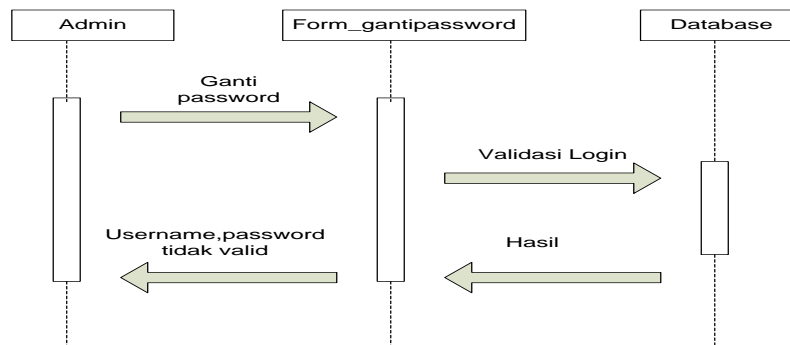 Admin
Form_gantipassword
Database
Ganti
password
Validasi Login
Username,password
tidak valid
Hasil